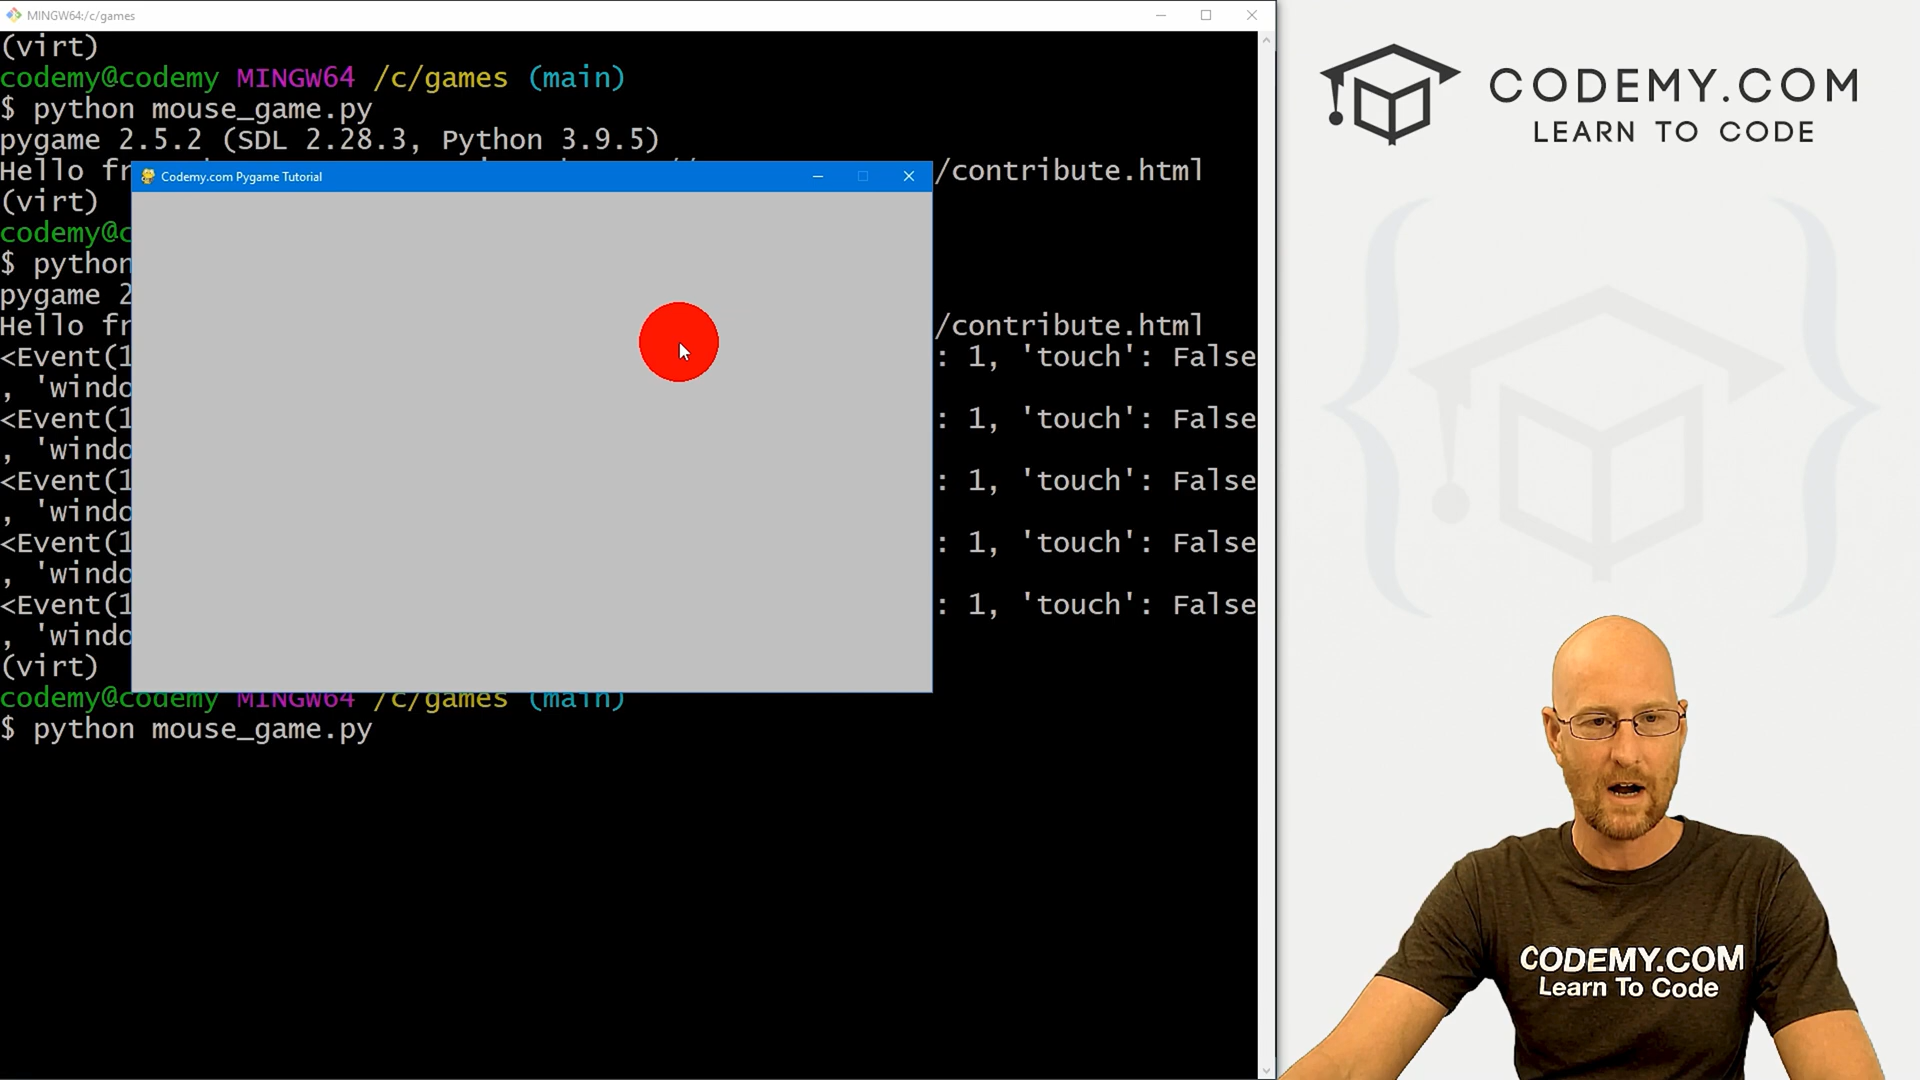 MINGW64:/c/games
(virt)
codemy@codemy MINGW64 /c/games (main)
$ python mouse_game.py
pygame 2.5.2 (SDL 2.28.3, Python 3.9.5)
Hello fr /contribute.html
Codemy.com Pygame Tutorial
(virt)
codemy@c
$ python
pygame 2
Hello fr /contribute.html
<Event(1 : 1, 'touch': False
, 'windo
<Event(1 : 1, 'touch': False
, 'windo
<Event(1 : 1, 'touch': False
, 'windo
<Event(1 : 1, 'touch': False
, 'windo
<Event(1 : 1, 'touch': False
, 'windo
(virt)
codemy@codemy MINGW64 /c/games (main)
$ python mouse_game.py
CODEMY.COM
LEARN TO CODE
CODEMY.COM
Learn To Code